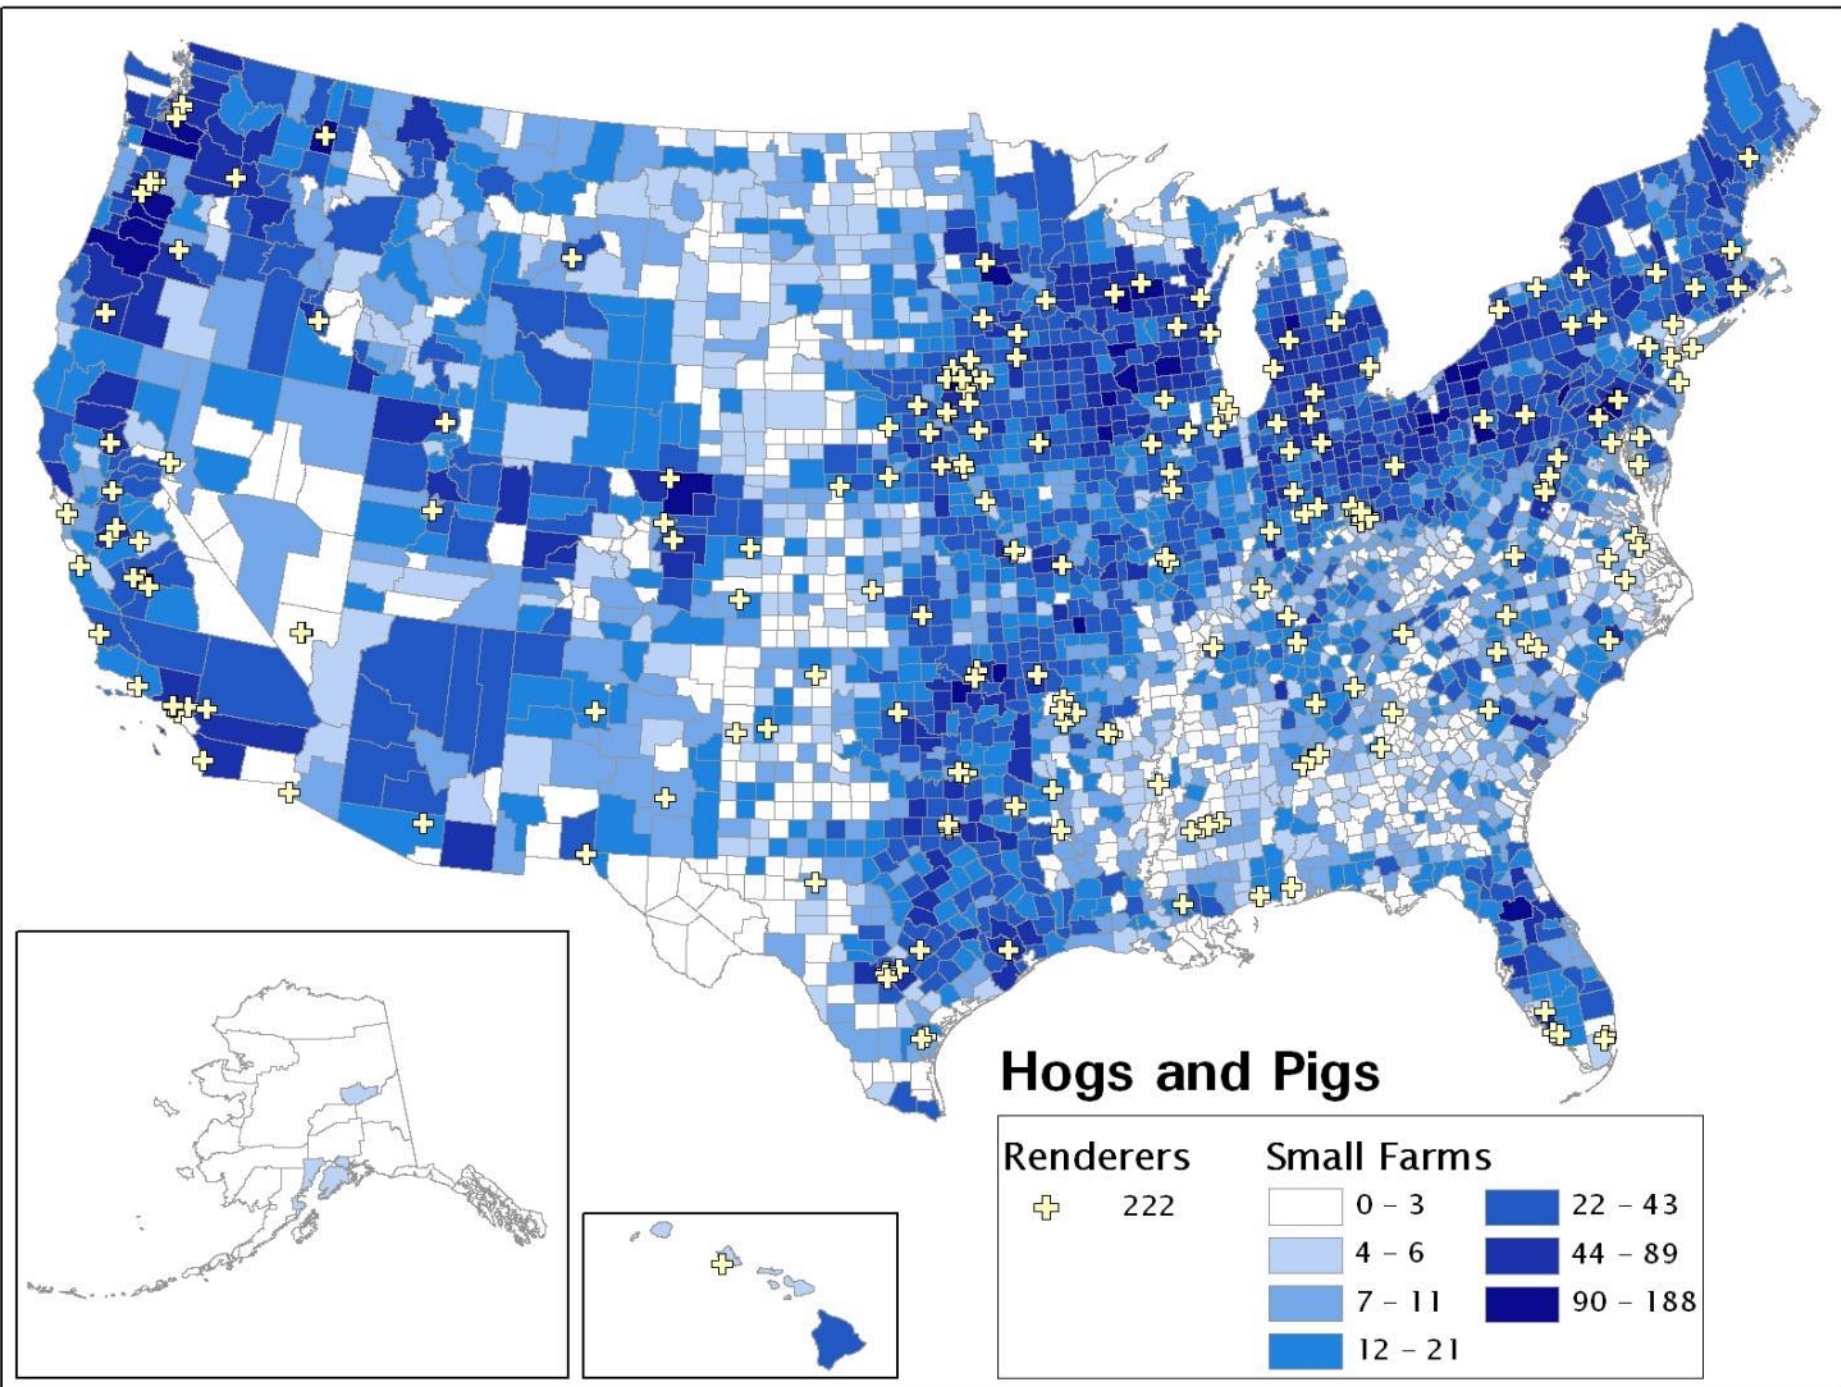 Hogs and Pigs
Renderers
222
Small Farms
0 – 3
4 – 6
7 – 11
12 – 21
22 – 43
44 – 89
90 – 188